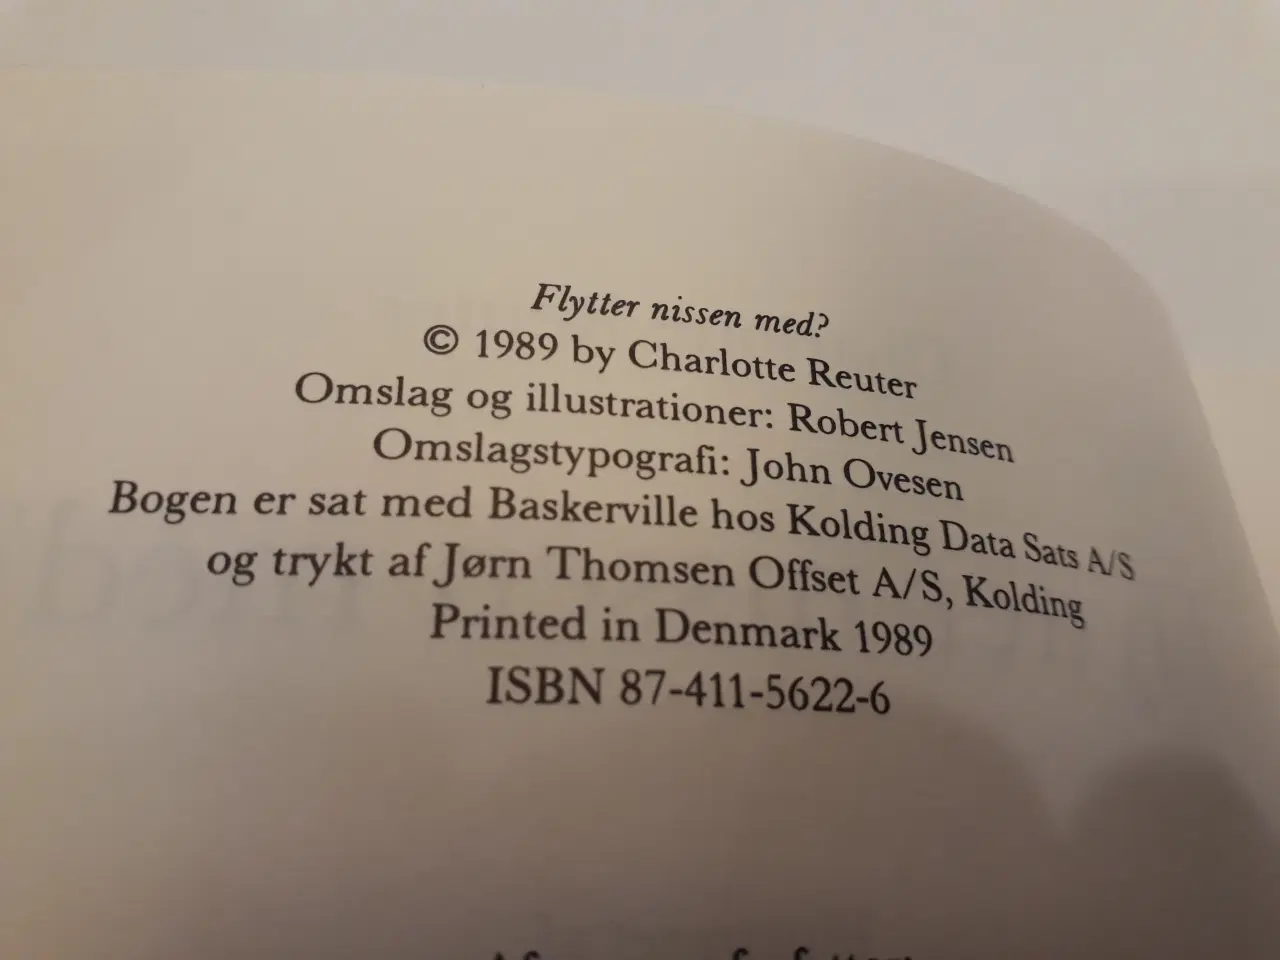 Flytter nissen med?
© 1989 by Charlotte Reuter
Omslag og illustrationer: Robert Jensen
Omslagstypografi: John Ovesen
Bogen er sat med Baskerville hos Kolding Data Sats A/S
og trykt af Jørn Thomsen Offset A/S, Kolding
Printed in Denmark 1989
ISBN 87-411-5622-6